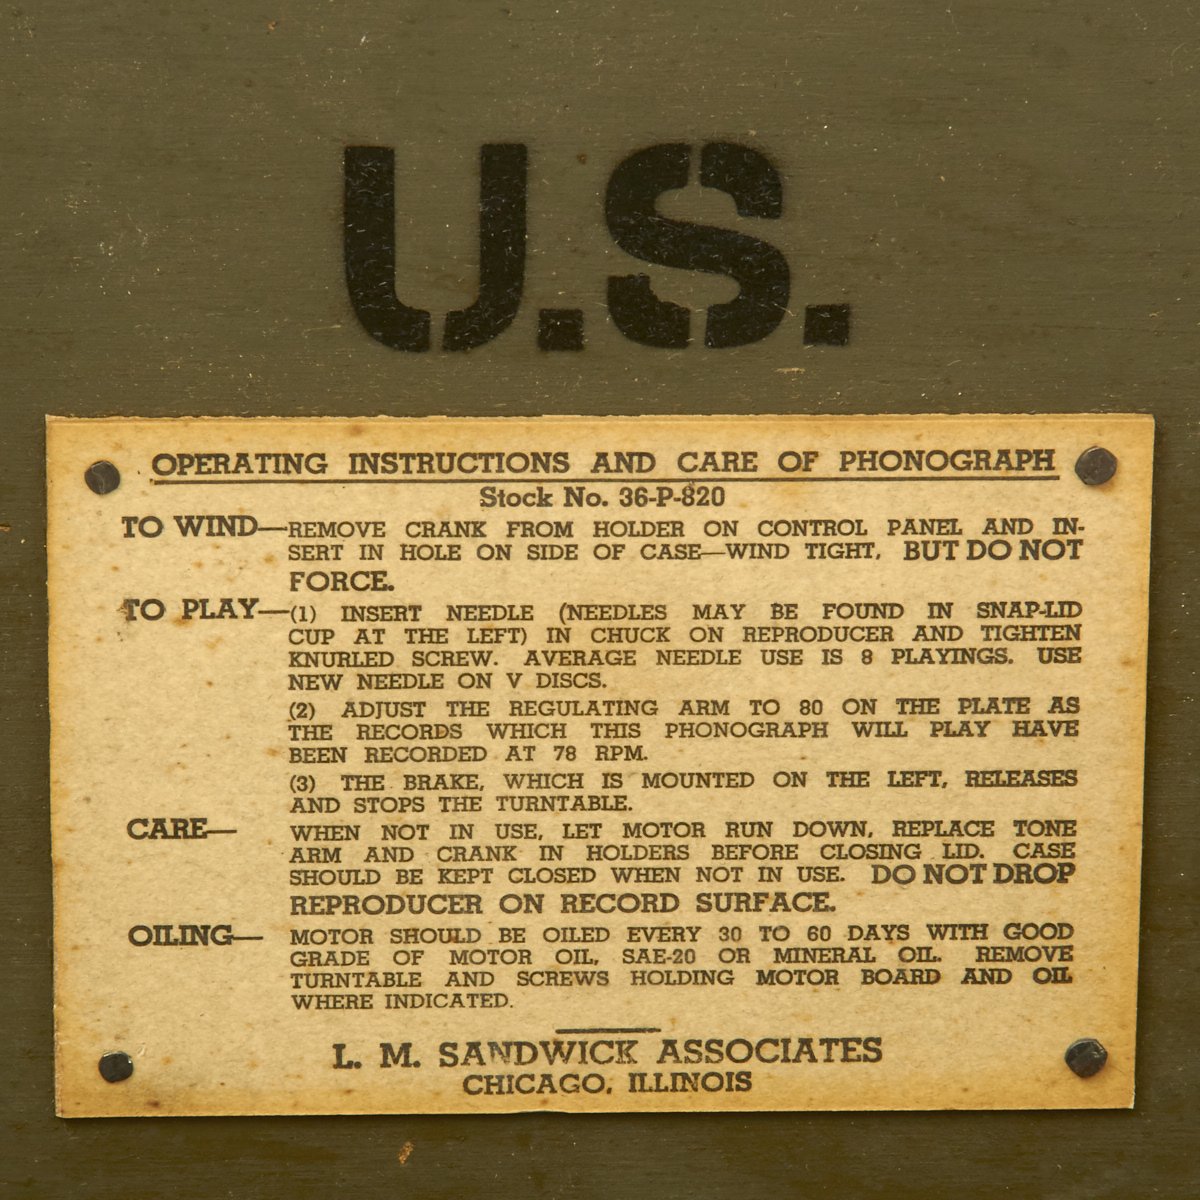 U.S.
OPERATING INSTRUCTIONS AND CARE OF PHONOGRAPH
Stock No. 36-P-820
TO WIND—REMOVE CRANK FROM HOLDER ON CONTROL PANEL AND IN-
SERT IN HOLE ON SIDE OF CASE—WIND TIGHT, BUT DO NOT
FORCE.
TO PLAY—(1) INSERT NEEDLE (NEEDLES MAY BE FOUND IN SNAP-LID
CUP AT THE LEFT) IN CHUCK ON REPRODUCER AND TIGHTEN
KNURLED SCREW. AVERAGE NEEDLE USE IS 8 PLAYINGS. USE
NEW NEEDLE ON V DISCS.
(2) ADJUST THE REGULATING ARM TO 80 ON THE PLATE AS
THE RECORDS WHICH THIS PHONOGRAPH WILL PLAY HAVE
BEEN RECORDED AT 78 RPM.
(3) THE BRAKE, WHICH IS MOUNTED ON THE LEFT, RELEASES
AND STOPS THE TURNTABLE.
CARE— WHEN NOT IN USE, LET MOTOR RUN DOWN, REPLACE TONE
ARM AND CRANK IN HOLDERS BEFORE CLOSING LID. CASE
SHOULD BE KEPT CLOSED WHEN NOT IN USE. DO NOT DROP
REPRODUCER ON RECORD SURFACE.
OILING— MOTOR SHOULD BE OILED EVERY 30 TO 60 DAYS WITH GOOD
GRADE OF MOTOR OIL, SAE-20 OR MINERAL OIL. REMOVE
TURNTABLE AND SCREWS HOLDING MOTOR BOARD AND OIL
WHERE INDICATED.
L. M. SANDWICK ASSOCIATES
CHICAGO, ILLINOIS